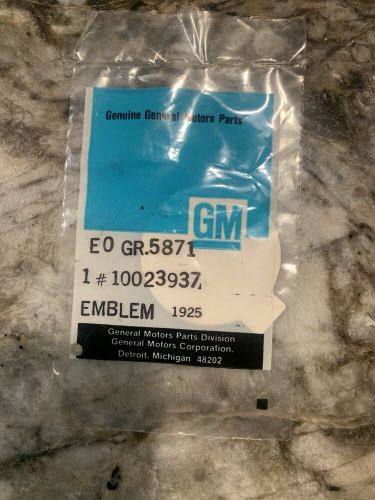 Genuine General Motors Parts
GM
EO GR.5871
1 # 10023937
EMBLEM 1925
General Motors Parts Division
General Motors Corporation.
Detroit, Michigan 48202